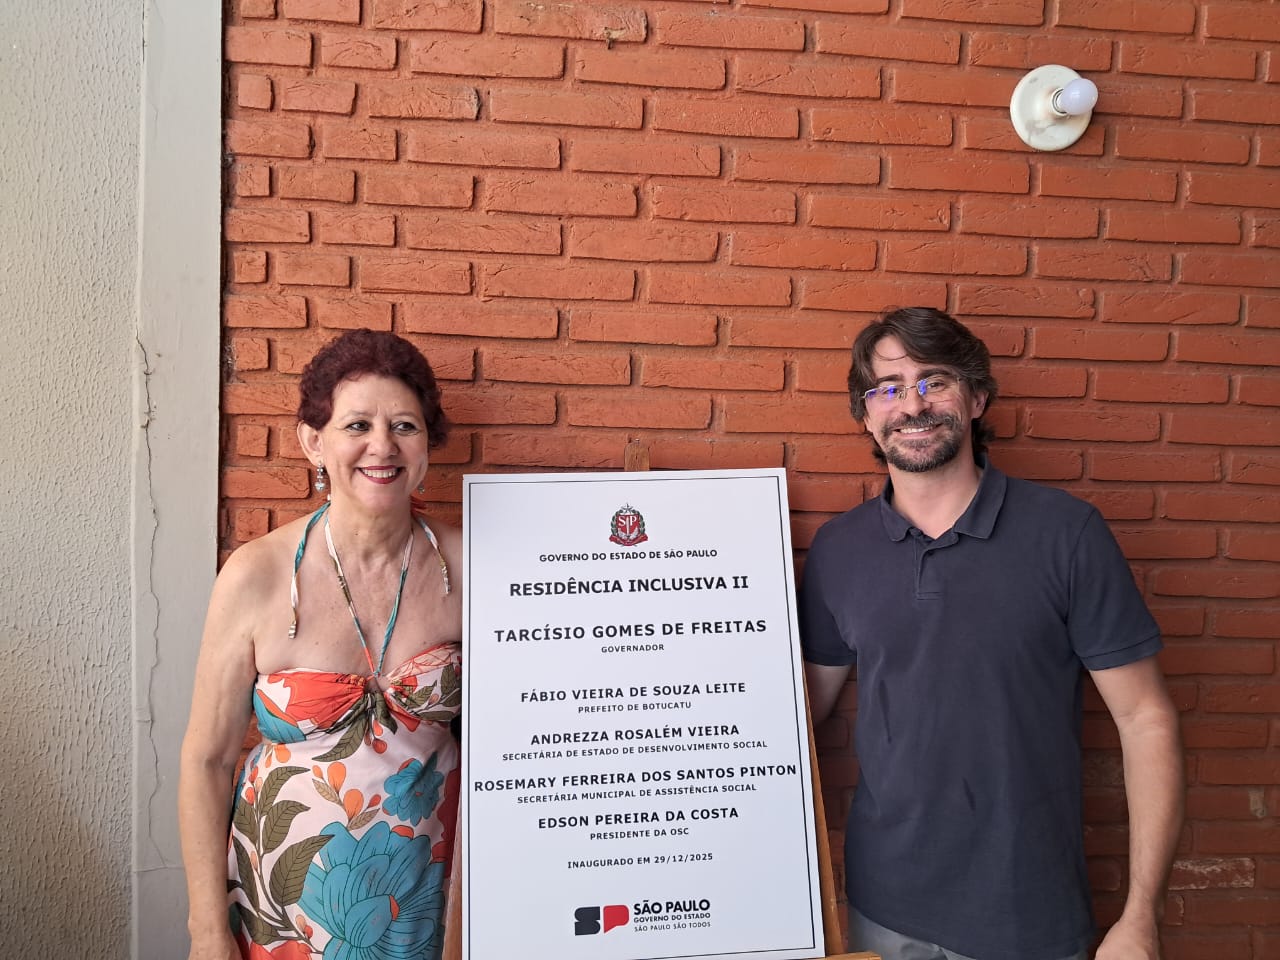 SP
GOVERNO DO ESTADO DE SÃO PAULO
RESIDÊNCIA INCLUSIVA II
TARCÍSIO GOMES DE FREITAS
GOVERNADOR
FÁBIO VIEIRA DE SOUZA LEITE
PREFEITO DE BOTUCATU
ANDREZZA ROSALÉM VIEIRA
SECRETÁRIA DE ESTADO DE DESENVOLVIMENTO SOCIAL
ROSEMARY FERREIRA DOS SANTOS PINTON
SECRETÁRIA MUNICIPAL DE ASSISTÊNCIA SOCIAL
EDSON PEREIRA DA COSTA
PRESIDENTE DA OSC
INAUGURADO EM 29/12/2025
SP SÃO PAULO
GOVERNO DO ESTADO
SÃO PAULO SÃO TODOS